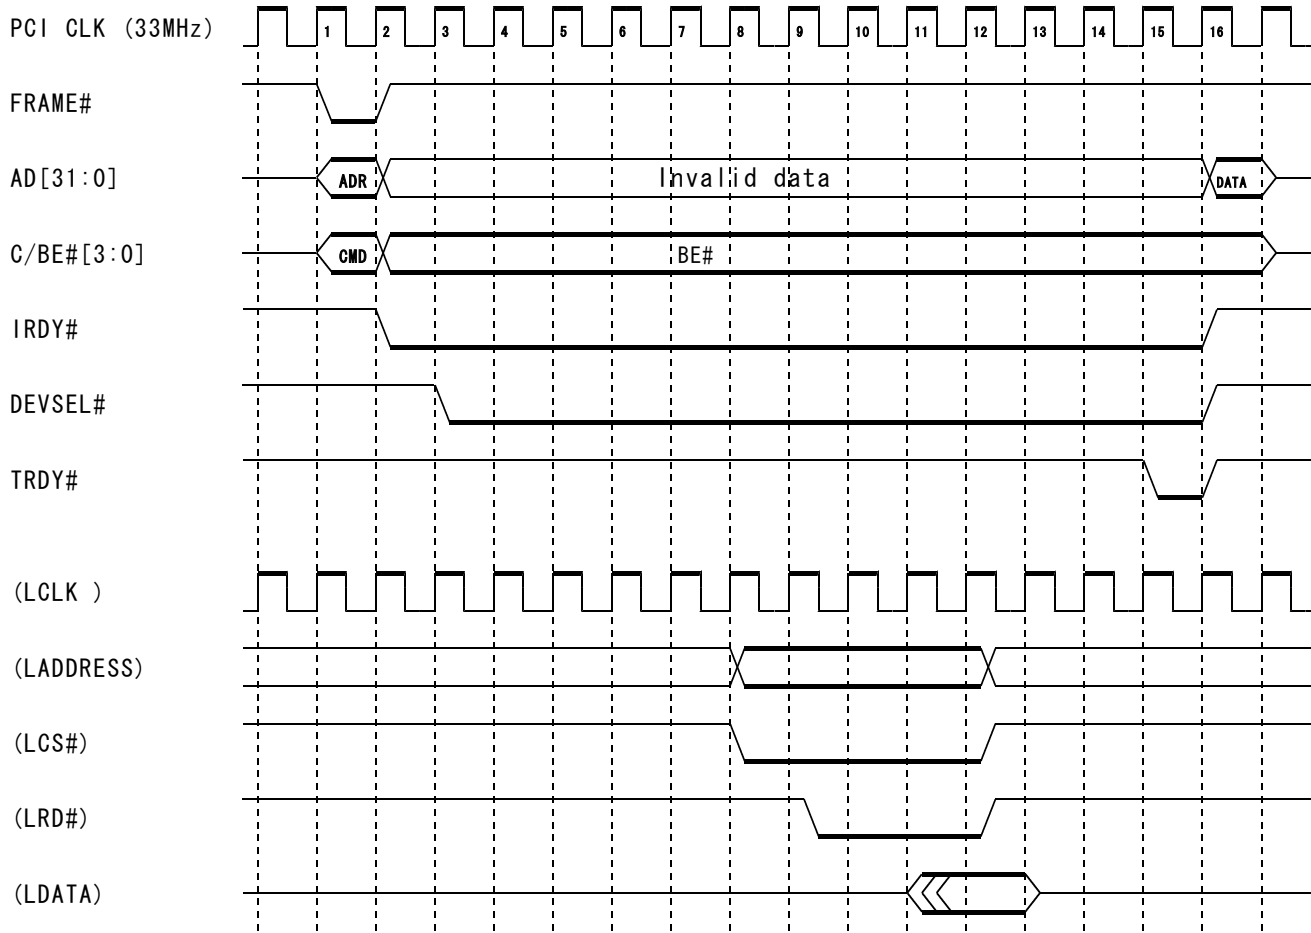 PCI CLK (33MHz)
1 2 3 4 5 6 7 8 9 10 11 12 13 14 15 16
FRAME#
AD[31:0]
ADR
Invalid data
DATA
C/BE#[3:0]
CMD
BE#
IRDY#
DEVSEL#
TRDY#
(LCLK )
(LADDRESS)
(LCS#)
(LRD#)
(LDATA)